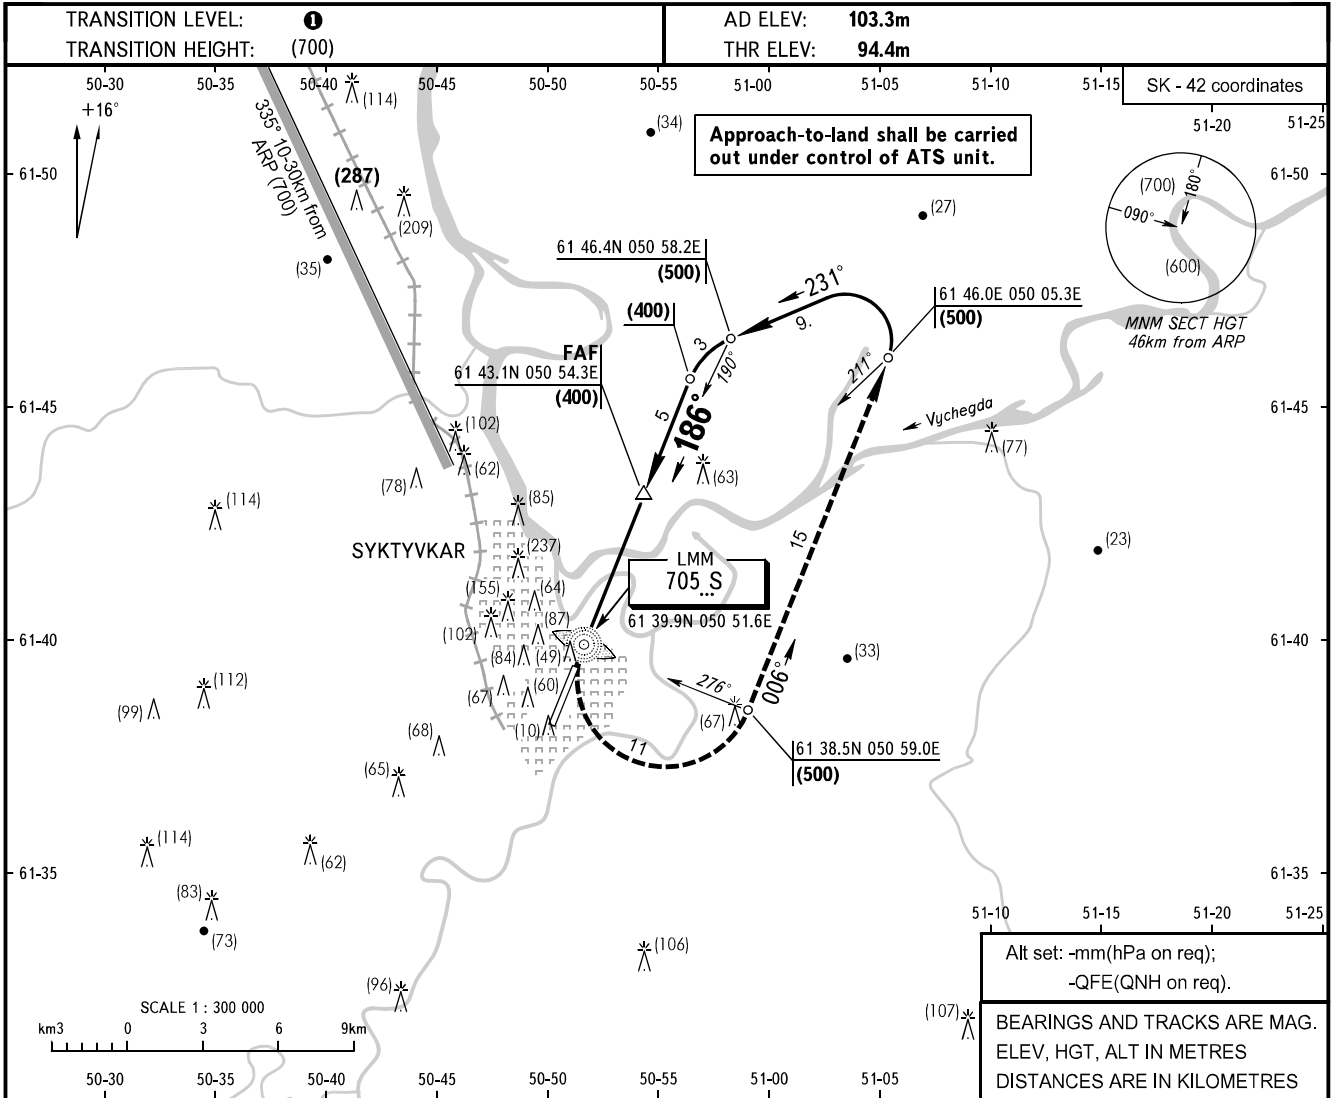 TRANSITION LEVEL: 1
TRANSITION HEIGHT: (700)
AD ELEV: 103.3m
THR ELEV: 94.4m
50-30 50-35 50-40 50-45 50-50 50-55 51-00 51-05 51-10 51-15
SK - 42 coordinates
51-20 51-25
+16°
335° 10-30km from
ARP (700)
(114)
(34)
Approach-to-land shall be carried
out under control of ATS unit.
61-50
61-50
(287)
(209)
(35)
(27)
(700)
180°
090°
(600)
MNM SECT HGT
46km from ARP
61 46.4N 050 58.2E
(500)
231°
9.
61 46.0E 050 05.3E
(500)
(400)
3
190°
211°
FAF
61 43.1N 050 54.3E
(400)
5
186°
61-45
61-45
Vychegda
(102)
(62)
(78)
(63)
(77)
(114)
(85)
SYKTYVKAR
(237)
15
(23)
LMM
705 S
61 39.9N 050 51.6E
(155)
(64)
(102)
(87)
61-40
61-40
(84)
(49)
(33)
(67)
(60)
276°
006°
(112)
(99)
(10)
(67)
(68)
11
61 38.5N 050 59.0E
(500)
(65)
(114)
(62)
61-35
61-35
(83)
(73)
51-10 51-15 51-20 51-25
(106)
(96)
(107)
Alt set: -mm(hPa on req);
-QFE(QNH on req).
SCALE 1 : 300 000
km3 0 3 6 9km
BEARINGS AND TRACKS ARE MAG.
ELEV, HGT, ALT IN METRES
DISTANCES ARE IN KILOMETRES
50-30 50-35 50-40 50-45 50-50 50-55 51-00 51-05